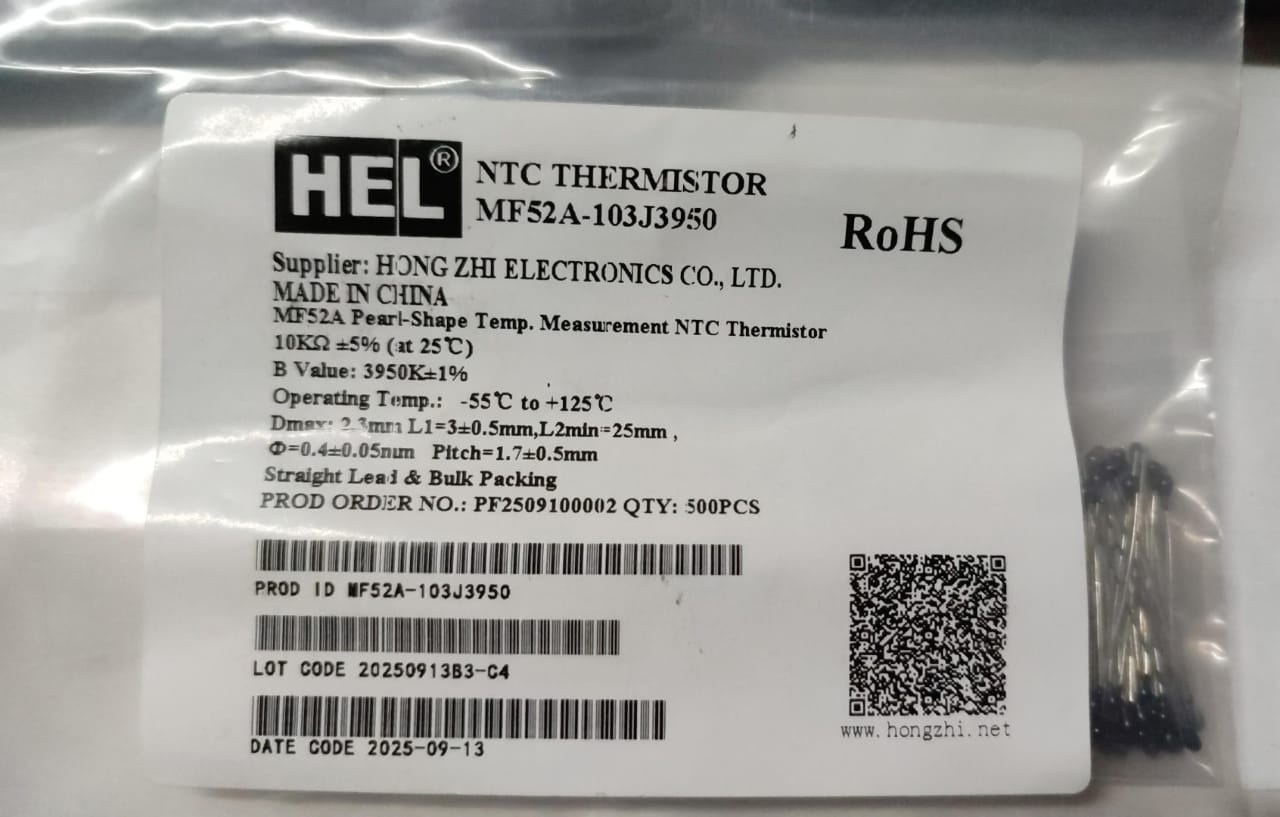 HEL®
NTC THERMISTOR
MF52A-103J3950
RoHS
Supplier: HONG ZHI ELECTRONICS CO., LTD.
MADE IN CHINA
MF52A Pearl-Shape Temp. Measurement NTC Thermistor
10KΩ ±5% (at 25℃)
B Value: 3950K±1%
Operating Temp.: -55℃ to +125℃
Dmax: 2.3mm L1=3±0.5mm,L2min=25mm ,
Φ=0.4±0.05mm Pitch=1.7±0.5mm
Straight Lead & Bulk Packing
PROD ORDER NO.: PF2509100002 QTY: 500PCS
PROD ID MF52A-103J3950
LOT CODE 20250913B3-C4
DATE CODE 2025-09-13
www.hongzhi.net